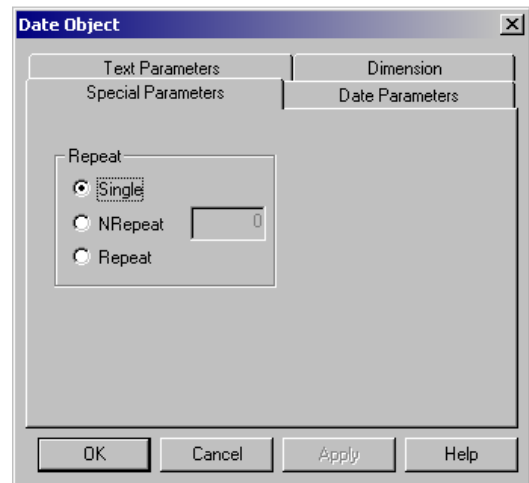 Date Object
Text Parameters Dimension
Special Parameters Date Parameters
Repeat
Single
NRepeat 0
Repeat
OK Cancel Apply Help